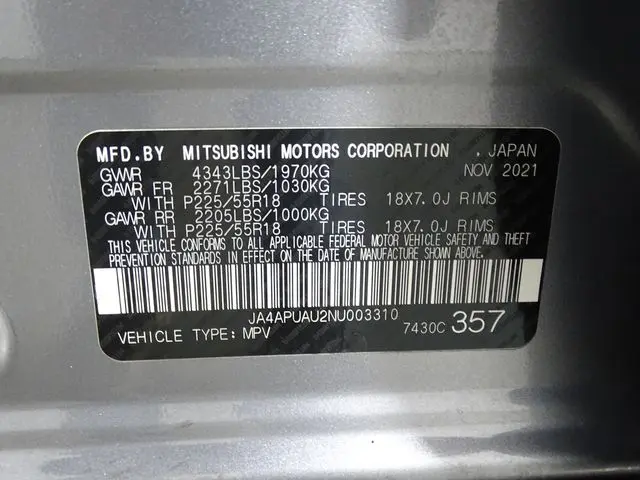 MFD.BY MITSUBISHI MOTORS CORPORATION . JAPAN
GVWR 4343LBS/1970KG NOV 2021
GAWR FR 2271LBS/1030KG
WITH P225/55R18 TIRES 18X7.0J RIMS
GAWR RR 2205LBS/1000KG
WITH P225/55R18 TIRES 18X7.0J RIMS
THIS VEHICLE CONFORMS TO ALL APPLICABLE FEDERAL MOTOR VEHICLE SAFETY AND THEFT
PREVENTION STANDARDS IN EFFECT ON THE DATE OF MANUFACTURE SHOWN ABOVE.
JA4APUAU2NU003310
VEHICLE TYPE: MPV 7430C 357